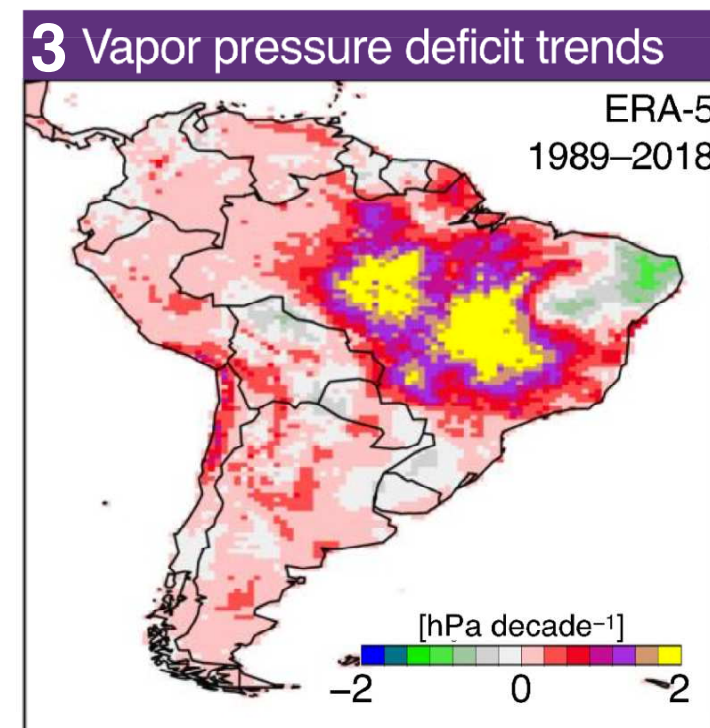 3 Vapor pressure deficit trends
ERA-5
1989–2018
[hPa decade⁻¹]
−2 0 2